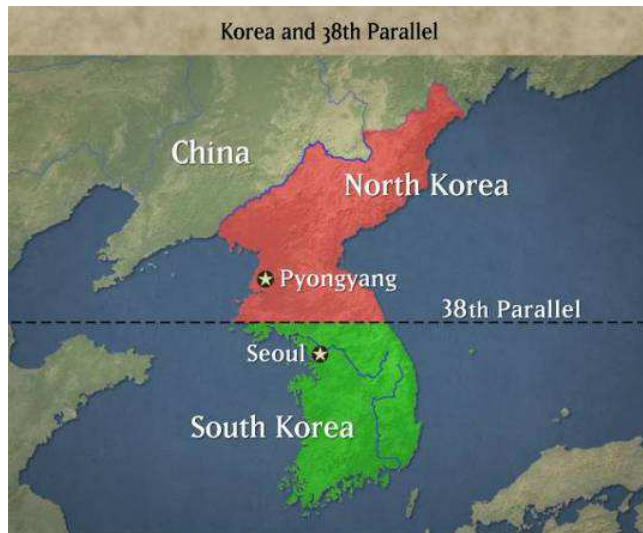 Korea and 38th Parallel
China
North Korea
Pyongyang
38th Parallel
Seoul
South Korea